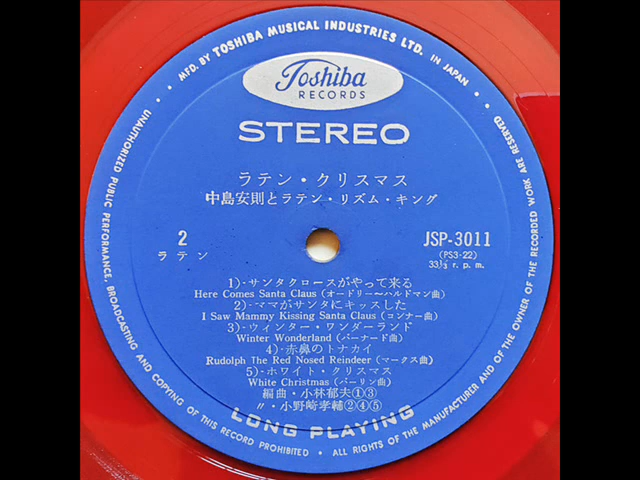 MFD. BY TOSHIBA MUSICAL INDUSTRIES LTD. IN JAPAN.
ALL RIGHTS OF THE MANUFACTURER AND OF THE OWNER OF THE RECORDED WORK ARE RESERVED
UNAUTHORIZED PUBLIC PERFORMANCE, BROADCASTING AND COPYING OF THIS RECORD PROHIBITED
Toshiba
RECORDS
STEREO
ラテン・クリスマス
中島安則とラテン・リズム・キング
2
ラテン
JSP-3011
(PS3-22)
33⅓ r. p. m.
1)-サンタクロースがやって来る
Here Comes Santa Claus (オードリー―ハルドマン曲)
2)-ママがサンタにキッスした
I Saw Mammy Kissing Santa Claus (コンナー曲)
3)-ウィンター・ワンダーランド
Winter Wonderland (バーナード曲)
4)-赤鼻のトナカイ
Rudolph The Red Nosed Reindeer (マークス曲)
5)-ホワイト・クリスマス
White Christmas (バーリン曲)
編曲・小林郁夫①③
〃・小野崎孝輔②④⑤
LONG PLAYING